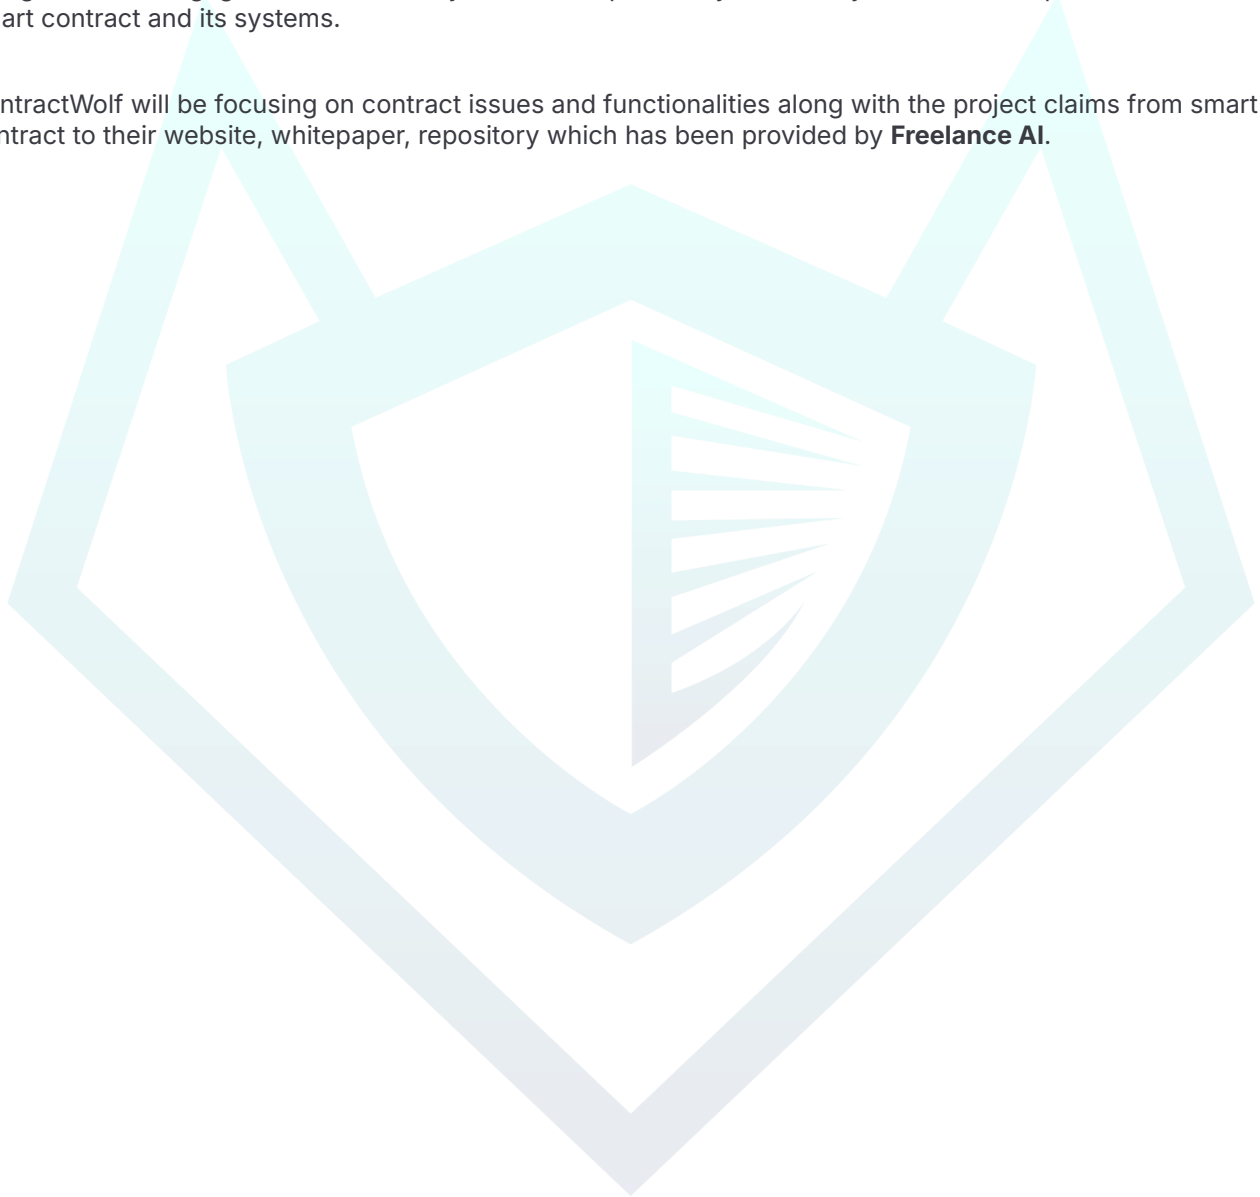 art contract and its systems.
ntractWolf will be focusing on contract issues and functionalities along with the project claims from smart
ntract to their website, whitepaper, repository which has been provided by Freelance AI.